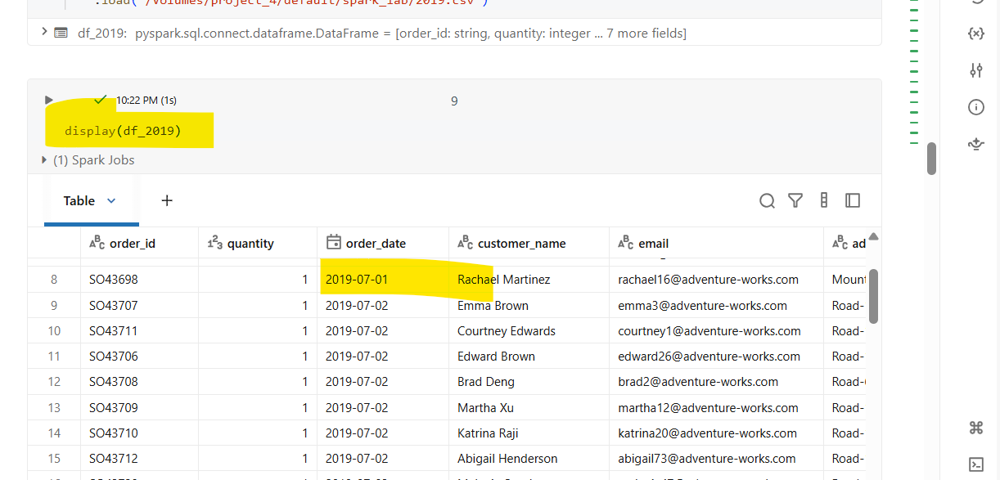 .load("/Volumes/project_4/default/spark_lab/2019.csv")
df_2019: pyspark.sql.connect.dataframe.DataFrame = [order_id: string, quantity: integer ... 7 more fields]
10:22 PM (1s)
9
display(df_2019)
(1) Spark Jobs
Table +
order_id quantity order_date customer_name email ad
8 SO43698 1 2019-07-01 Rachael Martinez rachael16@adventure-works.com Mount
9 SO43707 1 2019-07-02 Emma Brown emma3@adventure-works.com Road-
10 SO43711 1 2019-07-02 Courtney Edwards courtney1@adventure-works.com Road-
11 SO43706 1 2019-07-02 Edward Brown edward26@adventure-works.com Road-
12 SO43708 1 2019-07-02 Brad Deng brad2@adventure-works.com Road-
13 SO43709 1 2019-07-02 Martha Xu martha12@adventure-works.com Road-
14 SO43710 1 2019-07-02 Katrina Raji katrina20@adventure-works.com Road-
15 SO43712 1 2019-07-02 Abigail Henderson abigail73@adventure-works.com Road-